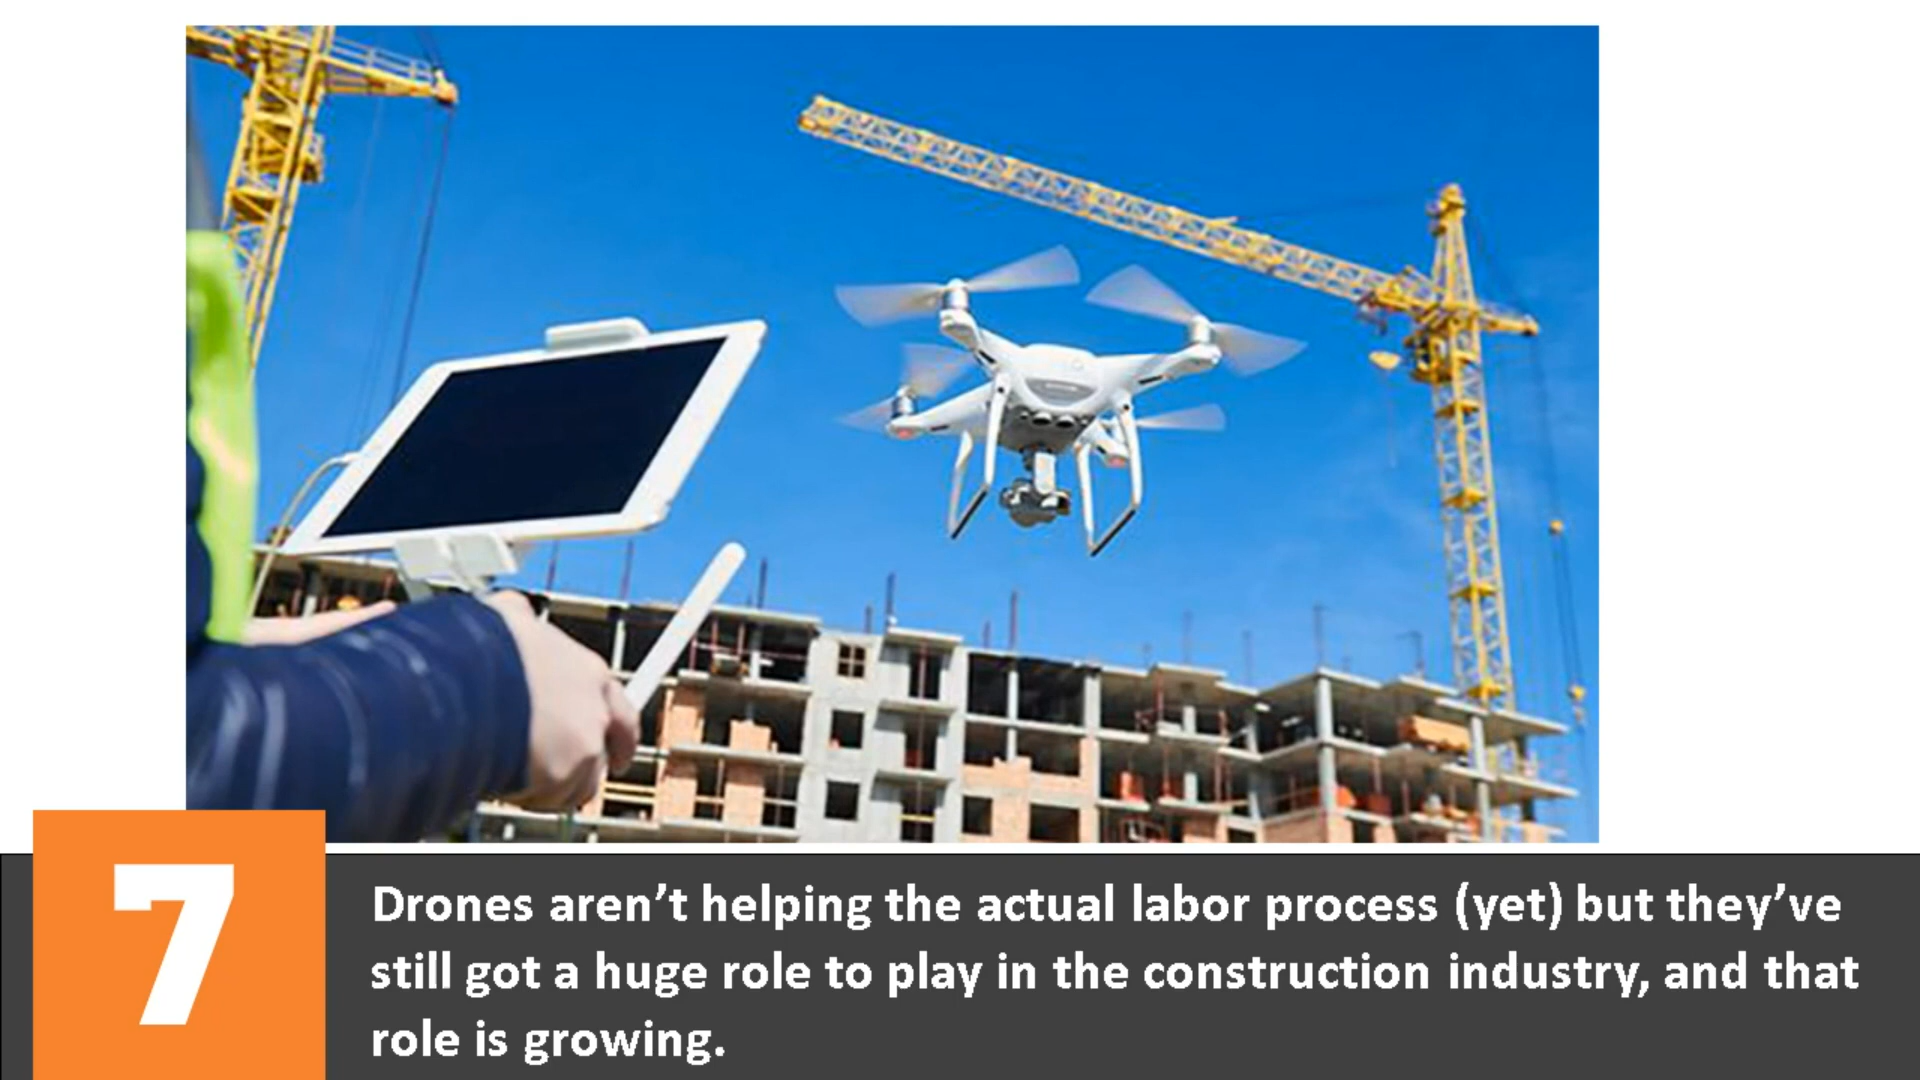 7
Drones aren’t helping the actual labor process (yet) but they’ve
still got a huge role to play in the construction industry, and that
role is growing.